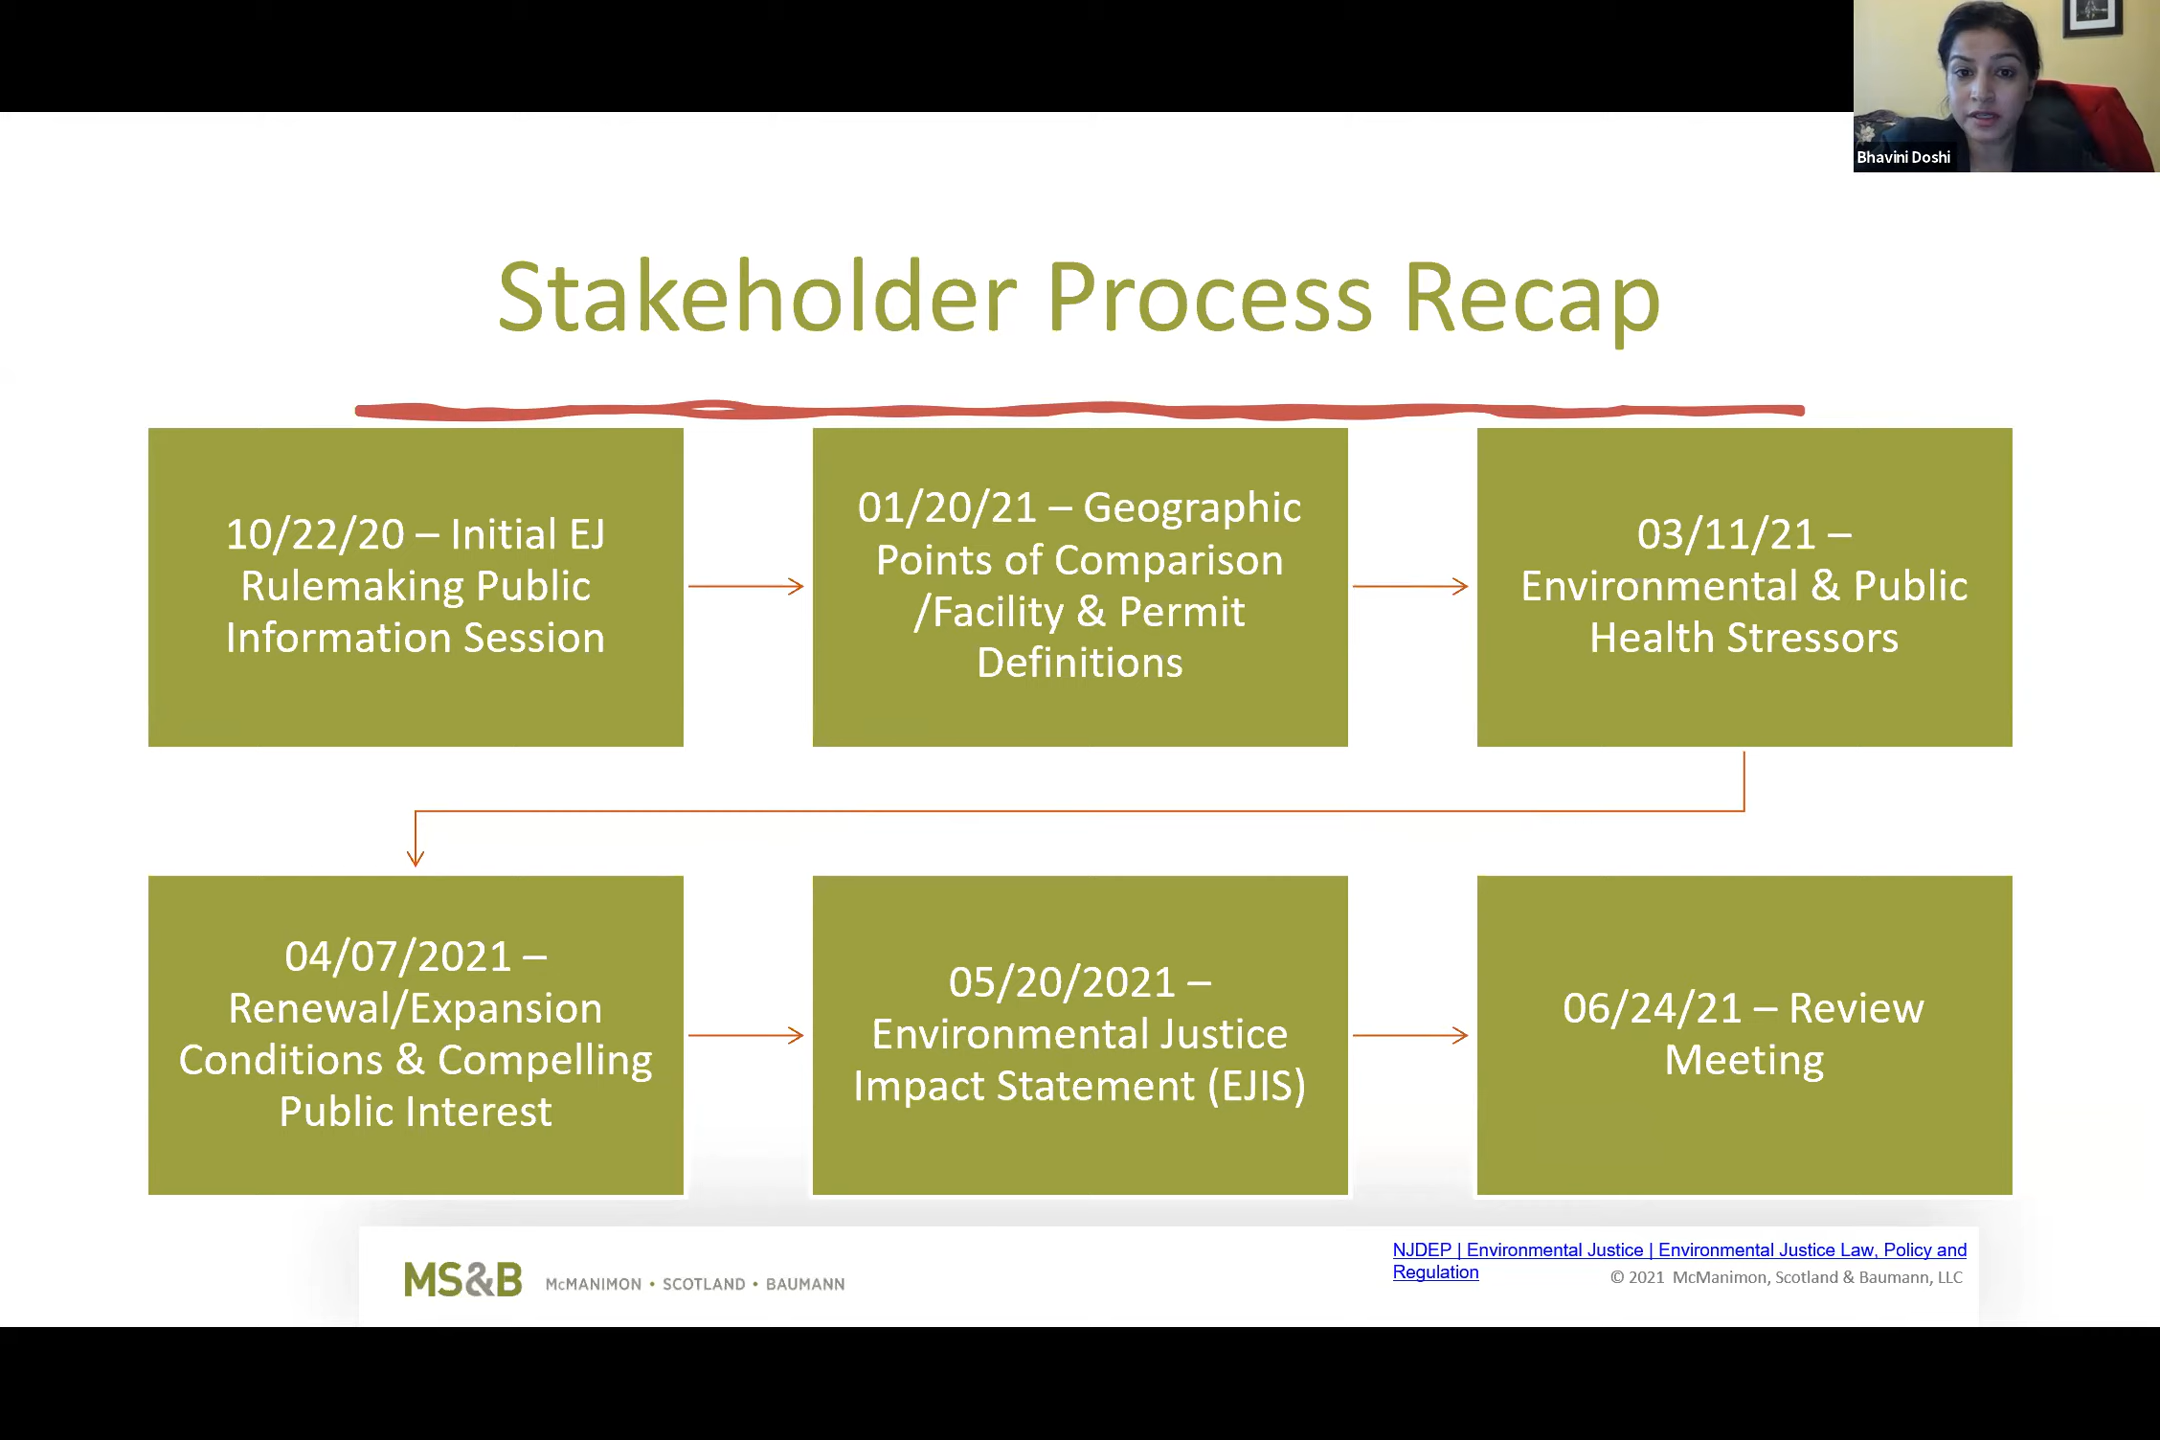 Bhavini Doshi
Stakeholder Process Recap
10/22/20 – Initial EJ
Rulemaking Public
Information Session
01/20/21 – Geographic
Points of Comparison
/Facility & Permit
Definitions
03/11/21 –
Environmental & Public
Health Stressors
04/07/2021 –
Renewal/Expansion
Conditions & Compelling
Public Interest
05/20/2021 –
Environmental Justice
Impact Statement (EJIS)
06/24/21 – Review
Meeting
MS&B McMANIMON • SCOTLAND • BAUMANN
NJDEP | Environmental Justice | Environmental Justice Law, Policy and
Regulation
© 2021 McManimon, Scotland & Baumann, LLC